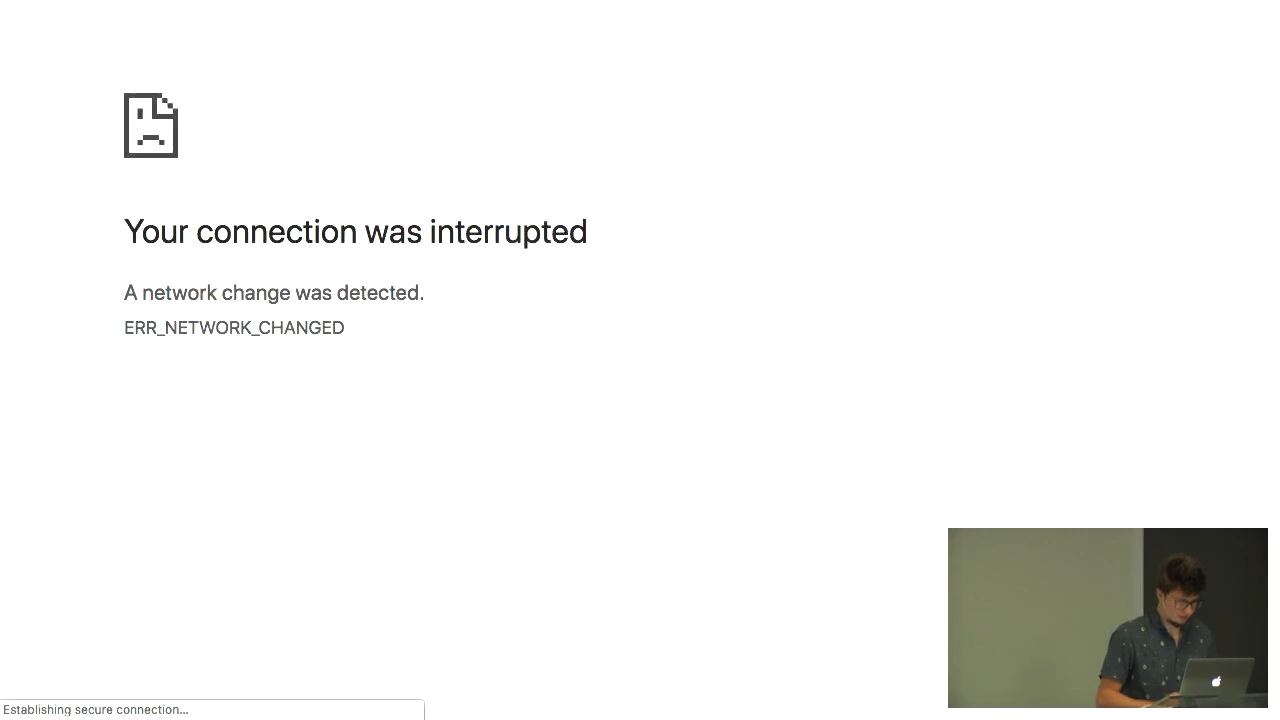 Your connection was interrupted
A network change was detected.
ERR_NETWORK_CHANGED
Establishing secure connection...